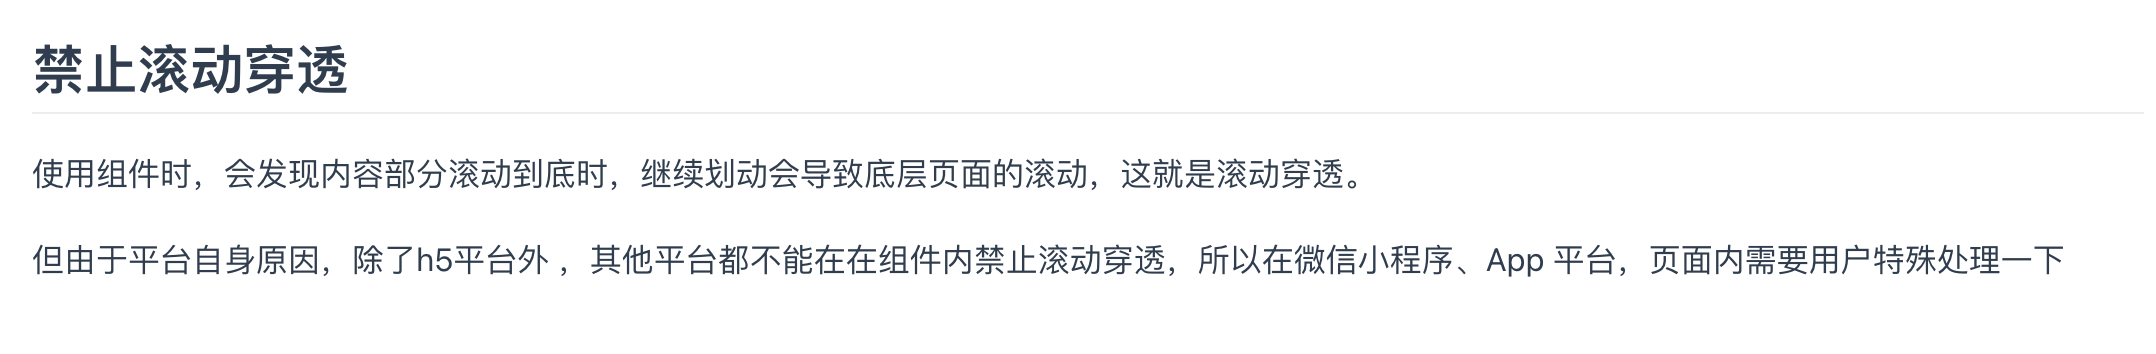 禁止滚动穿透
使用组件时，会发现内容部分滚动到底时，继续划动会导致底层页面的滚动，这就是滚动穿透。
但由于平台自身原因，除了h5平台外 ，其他平台都不能在在组件内禁止滚动穿透，所以在微信小程序、App 平台，页面内需要用户特殊处理一下